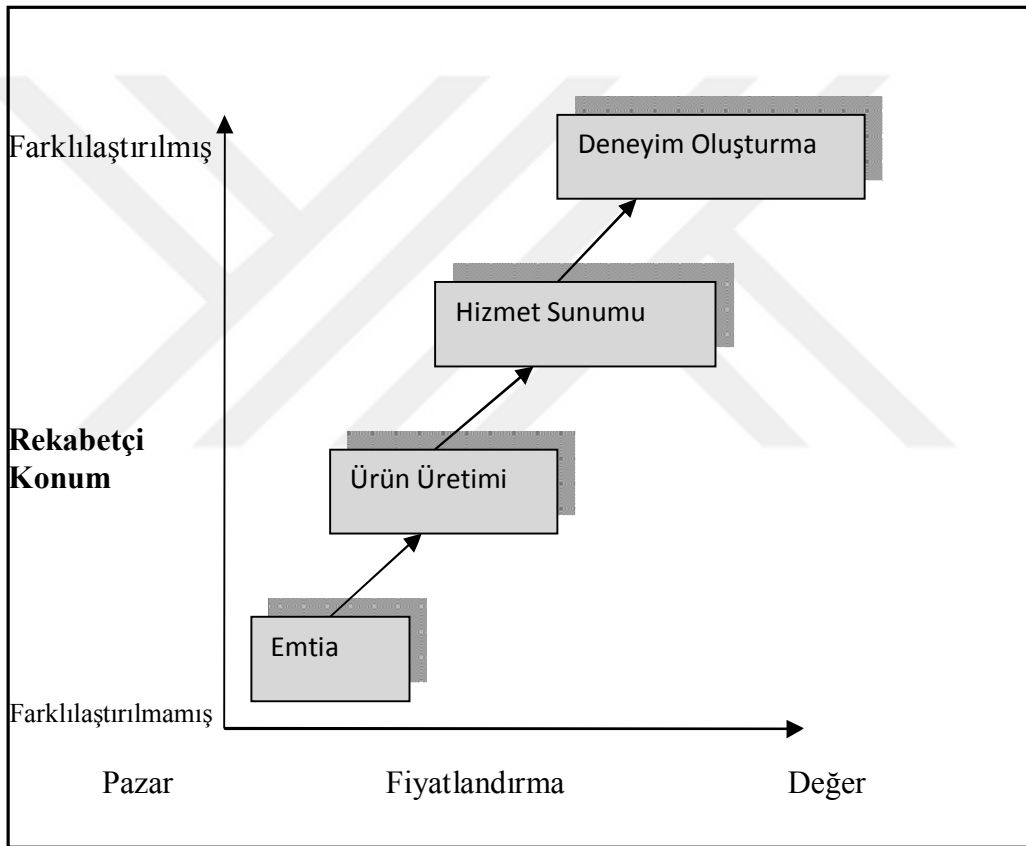 Farklılaştırılmış
Deneyim Oluşturma
Hizmet Sunumu
Rekabetçi
Konum
Ürün Üretimi
Emtia
Farklılaştırılmamış
Pazar
Fiyatlandırma
Değer